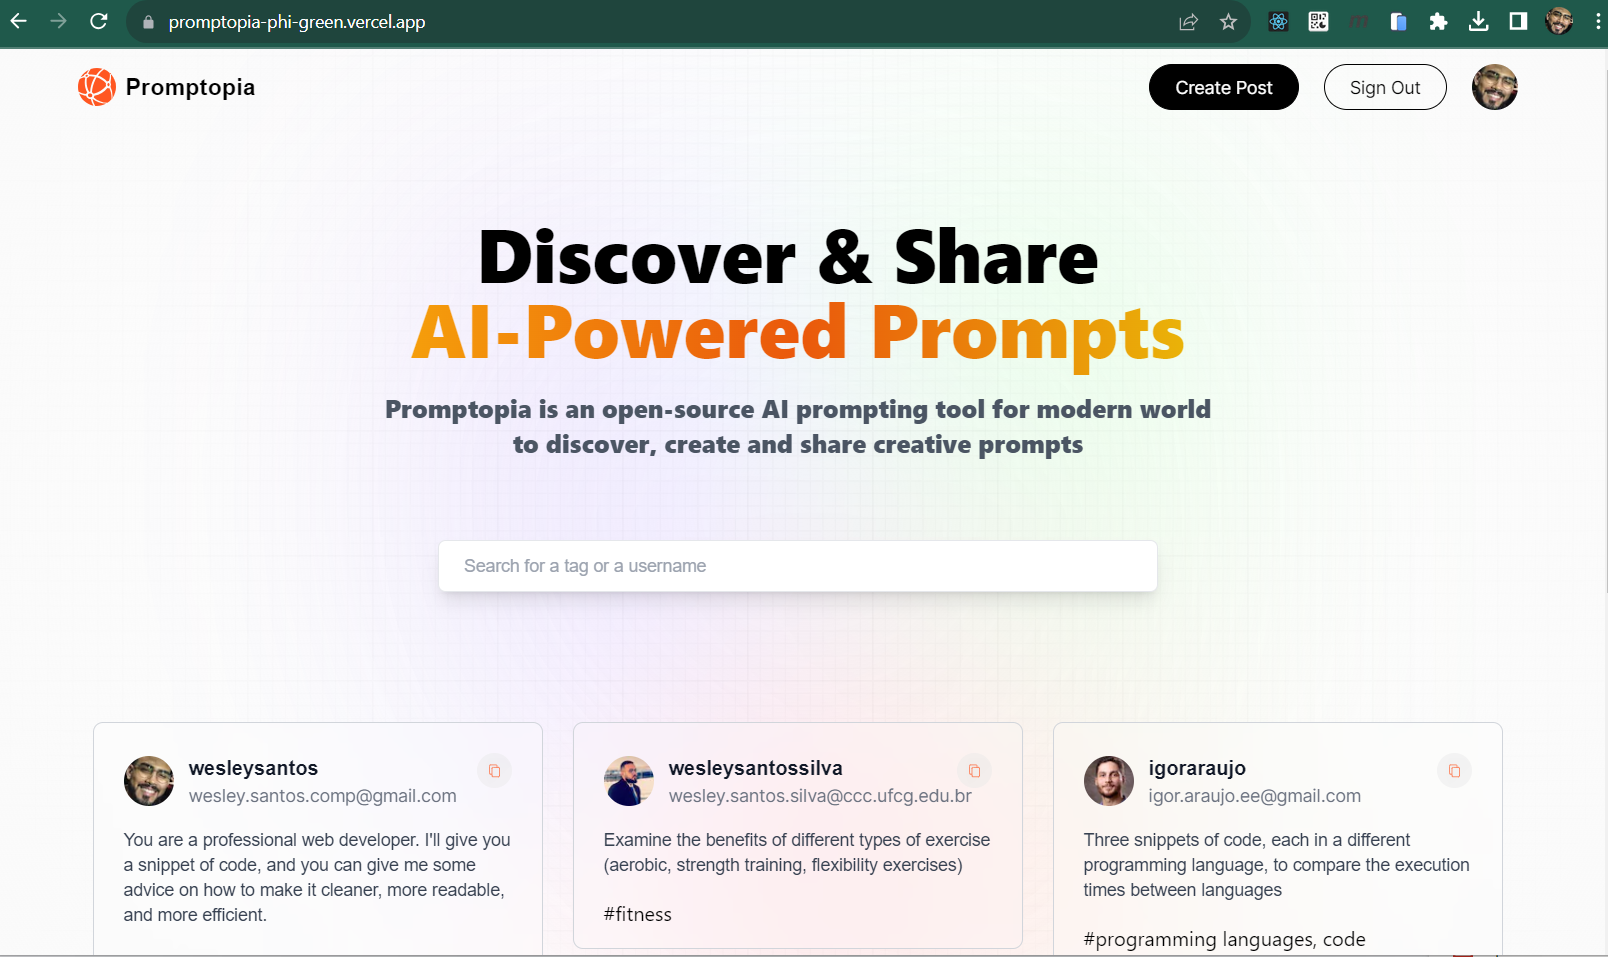 promptopia-phi-green.vercel.app
Promptopia
Create Post
Sign Out
Discover & Share
AI-Powered Prompts
Promptopia is an open-source AI prompting tool for modern world
to discover, create and share creative prompts
Search for a tag or a username
wesleysantos
wesley.santos.comp@gmail.com
You are a professional web developer. I'll give you
a snippet of code, and you can give me some
advice on how to make it cleaner, more readable,
and more efficient.
wesleysantossilva
wesley.santos.silva@ccc.ufcg.edu.br
Examine the benefits of different types of exercise
(aerobic, strength training, flexibility exercises)
#fitness
igoraraujo
igor.araujo.ee@gmail.com
Three snippets of code, each in a different
programming language, to compare the execution
times between languages
#programming languages, code